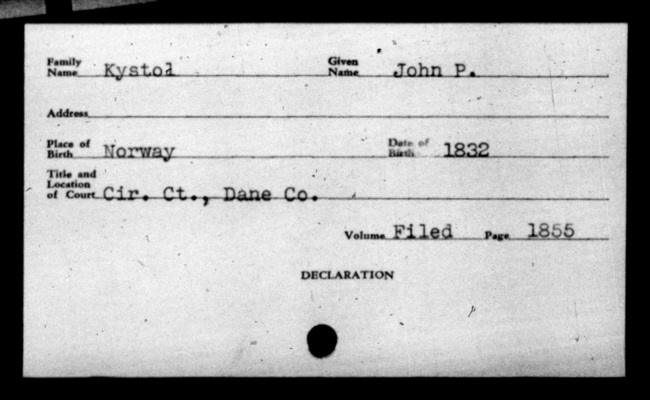 Family Name Kystol Given Name John P.
Address
Place of Birth Norway Date of Birth 1832
Title and Location of Court Cir. Ct., Dane Co.
Volume Filed Page 1855
DECLARATION